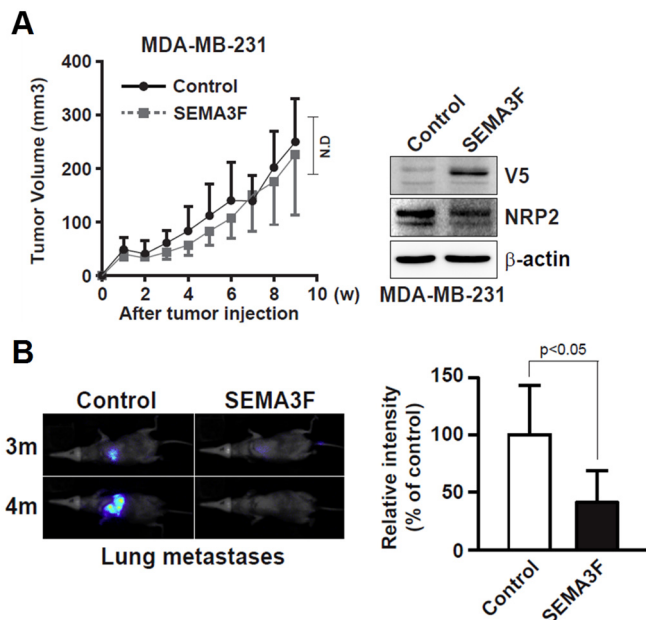 A
MDA-MB-231
Tumor Volume (mm3)
400
300
200
100
0
Control
SEMA3F
N.D
0 2 4 6 8 10 (w)
After tumor injection
Control SEMA3F
V5
NRP2
β-actin
MDA-MB-231
B
Control SEMA3F
3m
4m
Lung metastases
Relative intensity
(% of control)
150
100
50
0
p<0.05
Control SEMA3F